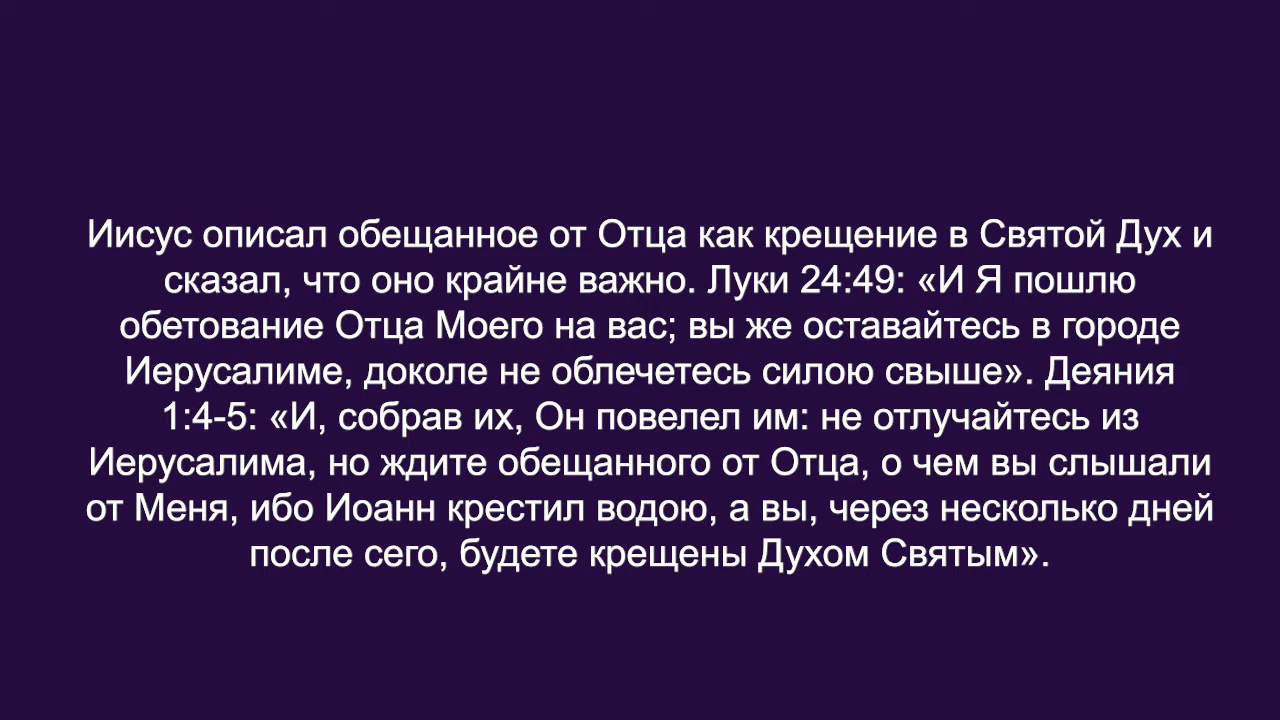 Иисус описал обещанное от Отца как крещение в Святой Дух и
сказал, что оно крайне важно. Луки 24:49: «И Я пошлю
обетование Отца Моего на вас; вы же оставайтесь в городе
Иерусалиме, доколе не облечетесь силою свыше». Деяния
1:4-5: «И, собрав их, Он повелел им: не отлучайтесь из
Иерусалима, но ждите обещанного от Отца, о чем вы слышали
от Меня, ибо Иоанн крестил водою, а вы, через несколько дней
после сего, будете крещены Духом Святым».